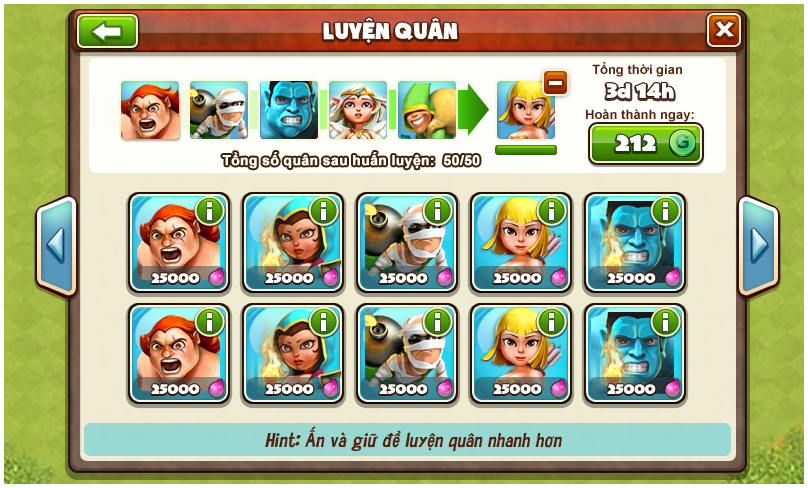 LUYỆN QUÂN
Tổng thời gian
3d 14h
Hoàn thành ngay:
212 G
Tổng số quân sau huấn luyện: 50/50
i i i i i
25000 25000 25000 25000 25000
i i i i i
25000 25000 25000 25000 25000
Hint: Ấn và giữ để luyện quân nhanh hơn